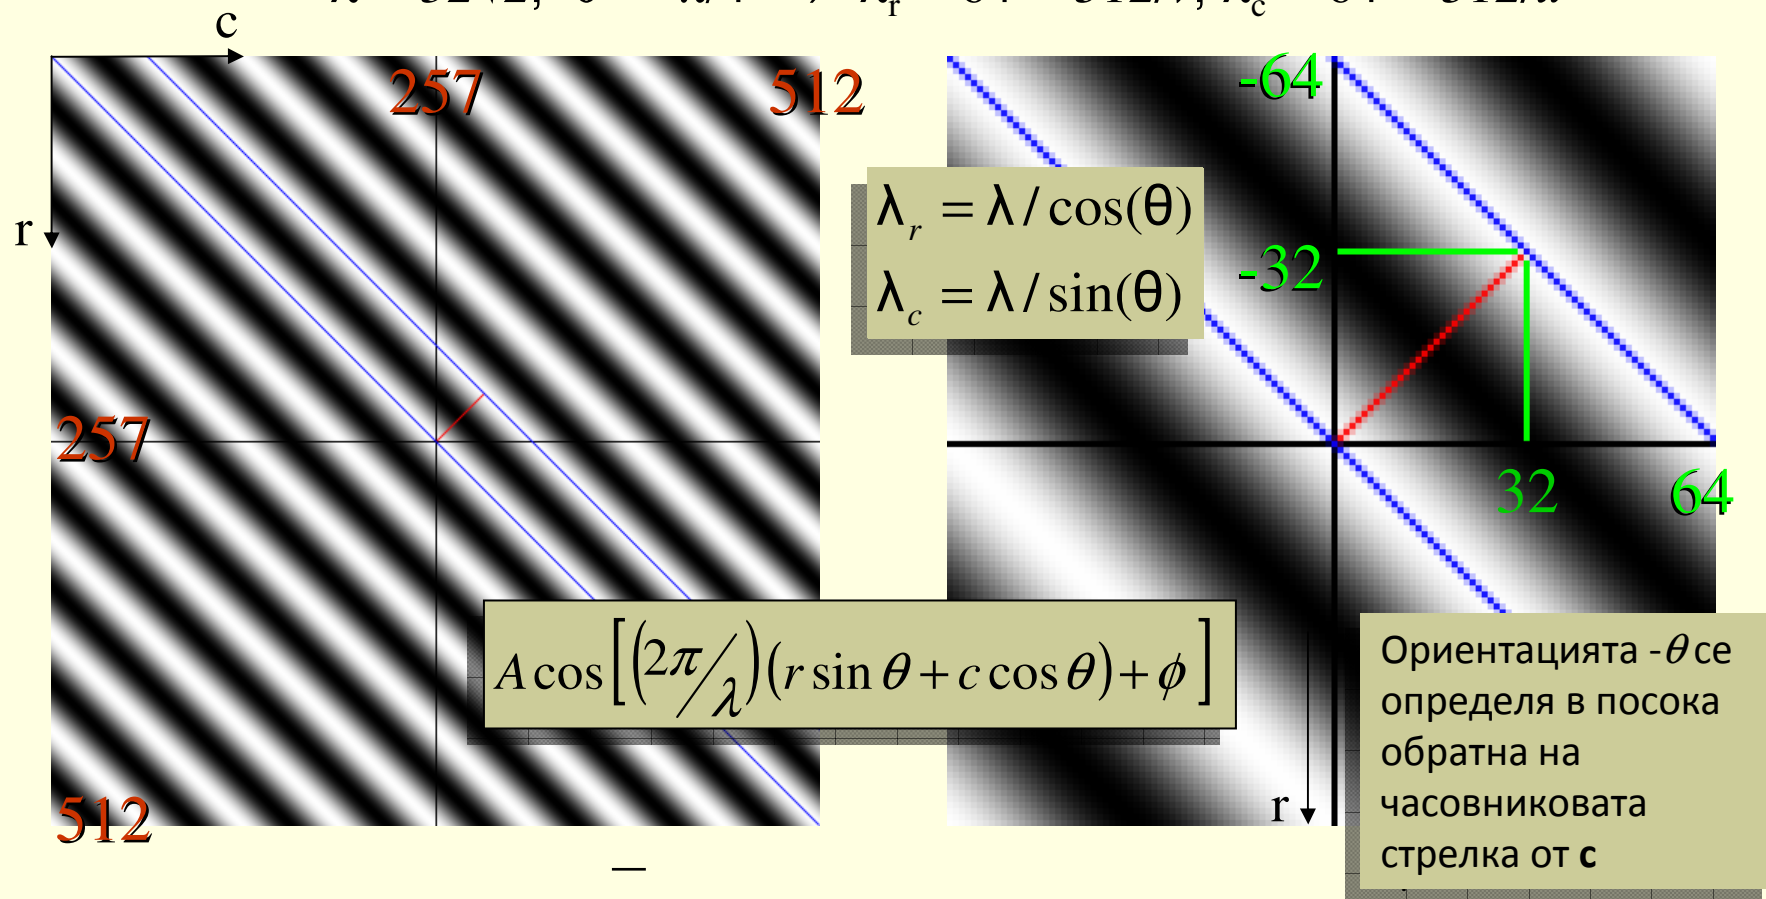 c
257
512
r
257
512
-64
-32
32
64
λr = λ / cos(θ)
λc = λ / sin(θ)
A cos[(2π/λ)(r sin θ + c cos θ) + ϕ]
r
Ориентацията -θ се
определя в посока
обратна на
часовниковата
стрелка от c